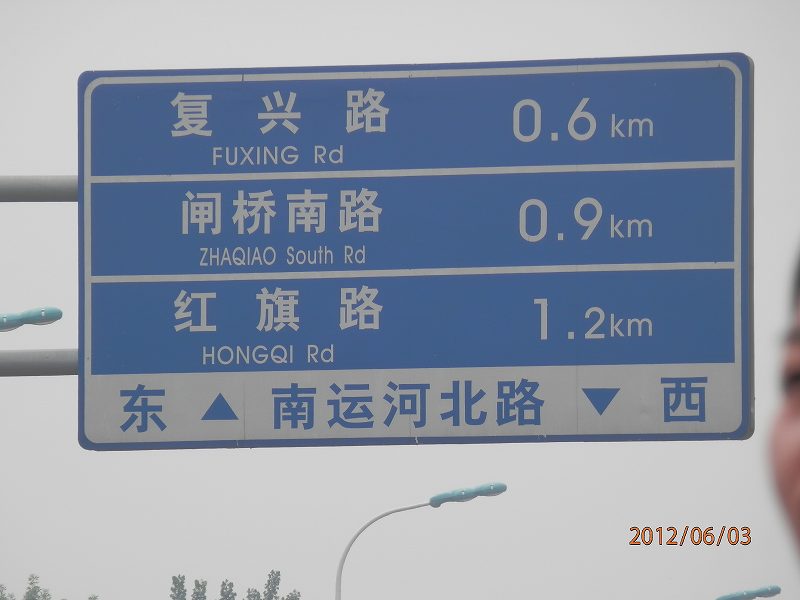 复兴路 0.6 km
FUXING Rd
闸桥南路 0.9 km
ZHAQIAO South Rd
红旗路 1.2 km
HONGQI Rd
东 ▲ 南运河北路 ▼ 西
2012/06/03